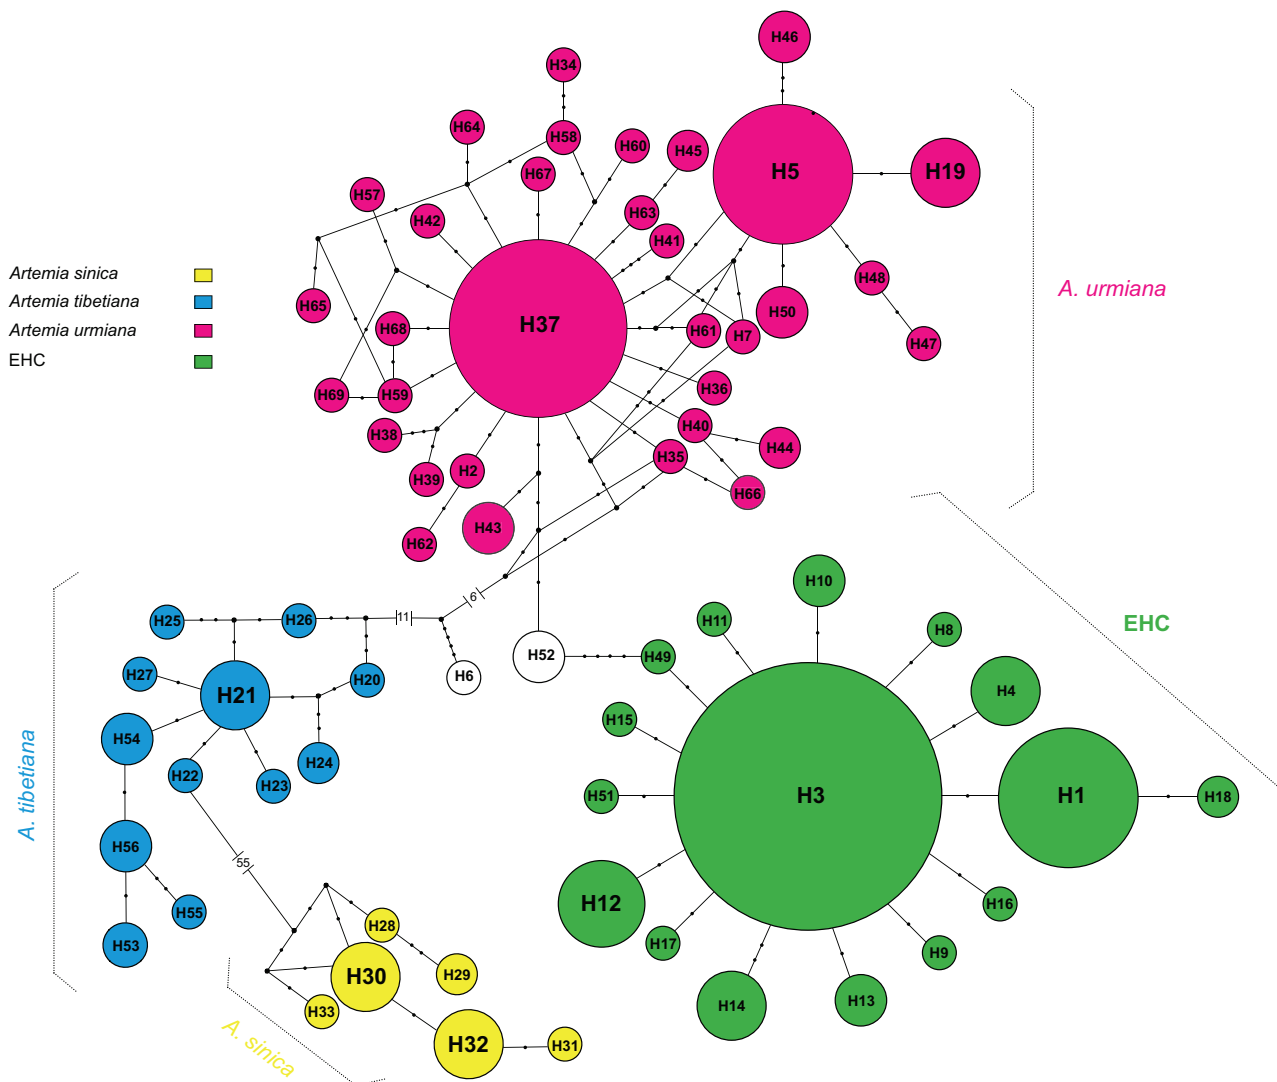 H46
H34
H64
H58
H60
H45
H67
H5
H19
H57
H42
H63
H41
Artemia sinica
Artemia tibetiana
Artemia urmiana
EHC
A. urmiana
H48
H65
H50
H37
H68
H61
H7
H47
H69
H59
H36
H38
H40
H44
H39
H2
H35
H66
H43
H62
H10
6
H25
H26
11
H11
H8
EHC
H52
H49
H27
H21
H20
H6
H4
H54
H15
H24
H22
H23
A. tibetiana
H51
H3
H1
H18
H56
55
H12
H16
H55
H28
H53
H17
H9
H30
H29
H33
H14
H13
A. sinica
H32
H31